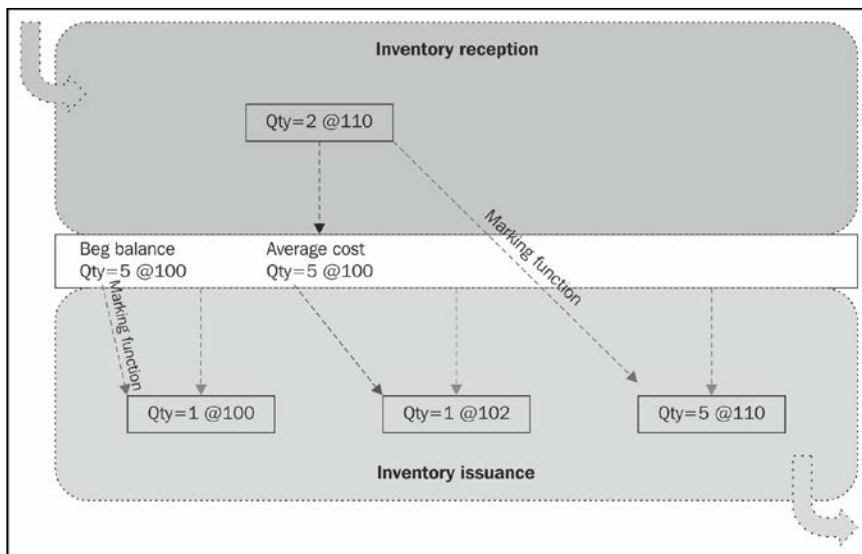 Inventory reception
Qty=2 @110
Marking function
Beg balance
Qty=5 @100
Average cost
Qty=5 @100
Marking function
Qty=1 @100
Qty=1 @102
Qty=5 @110
Inventory issuance